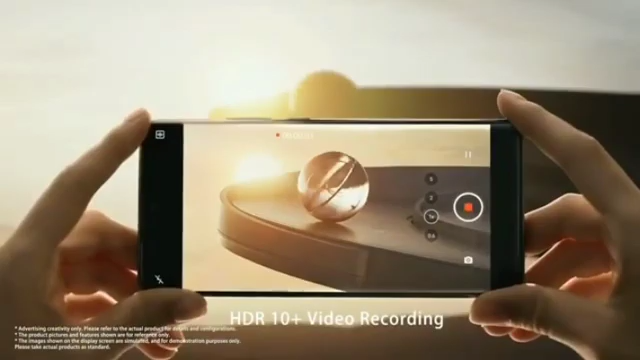 HDR 10+ Video Recording
* Advertising creativity only. Please refer to the actual product for details and configurations.
* The product pictures and features shown are for reference only.
* The images shown on the display screen are simulated, and for demonstration purposes only.
Please take actual products as standard.